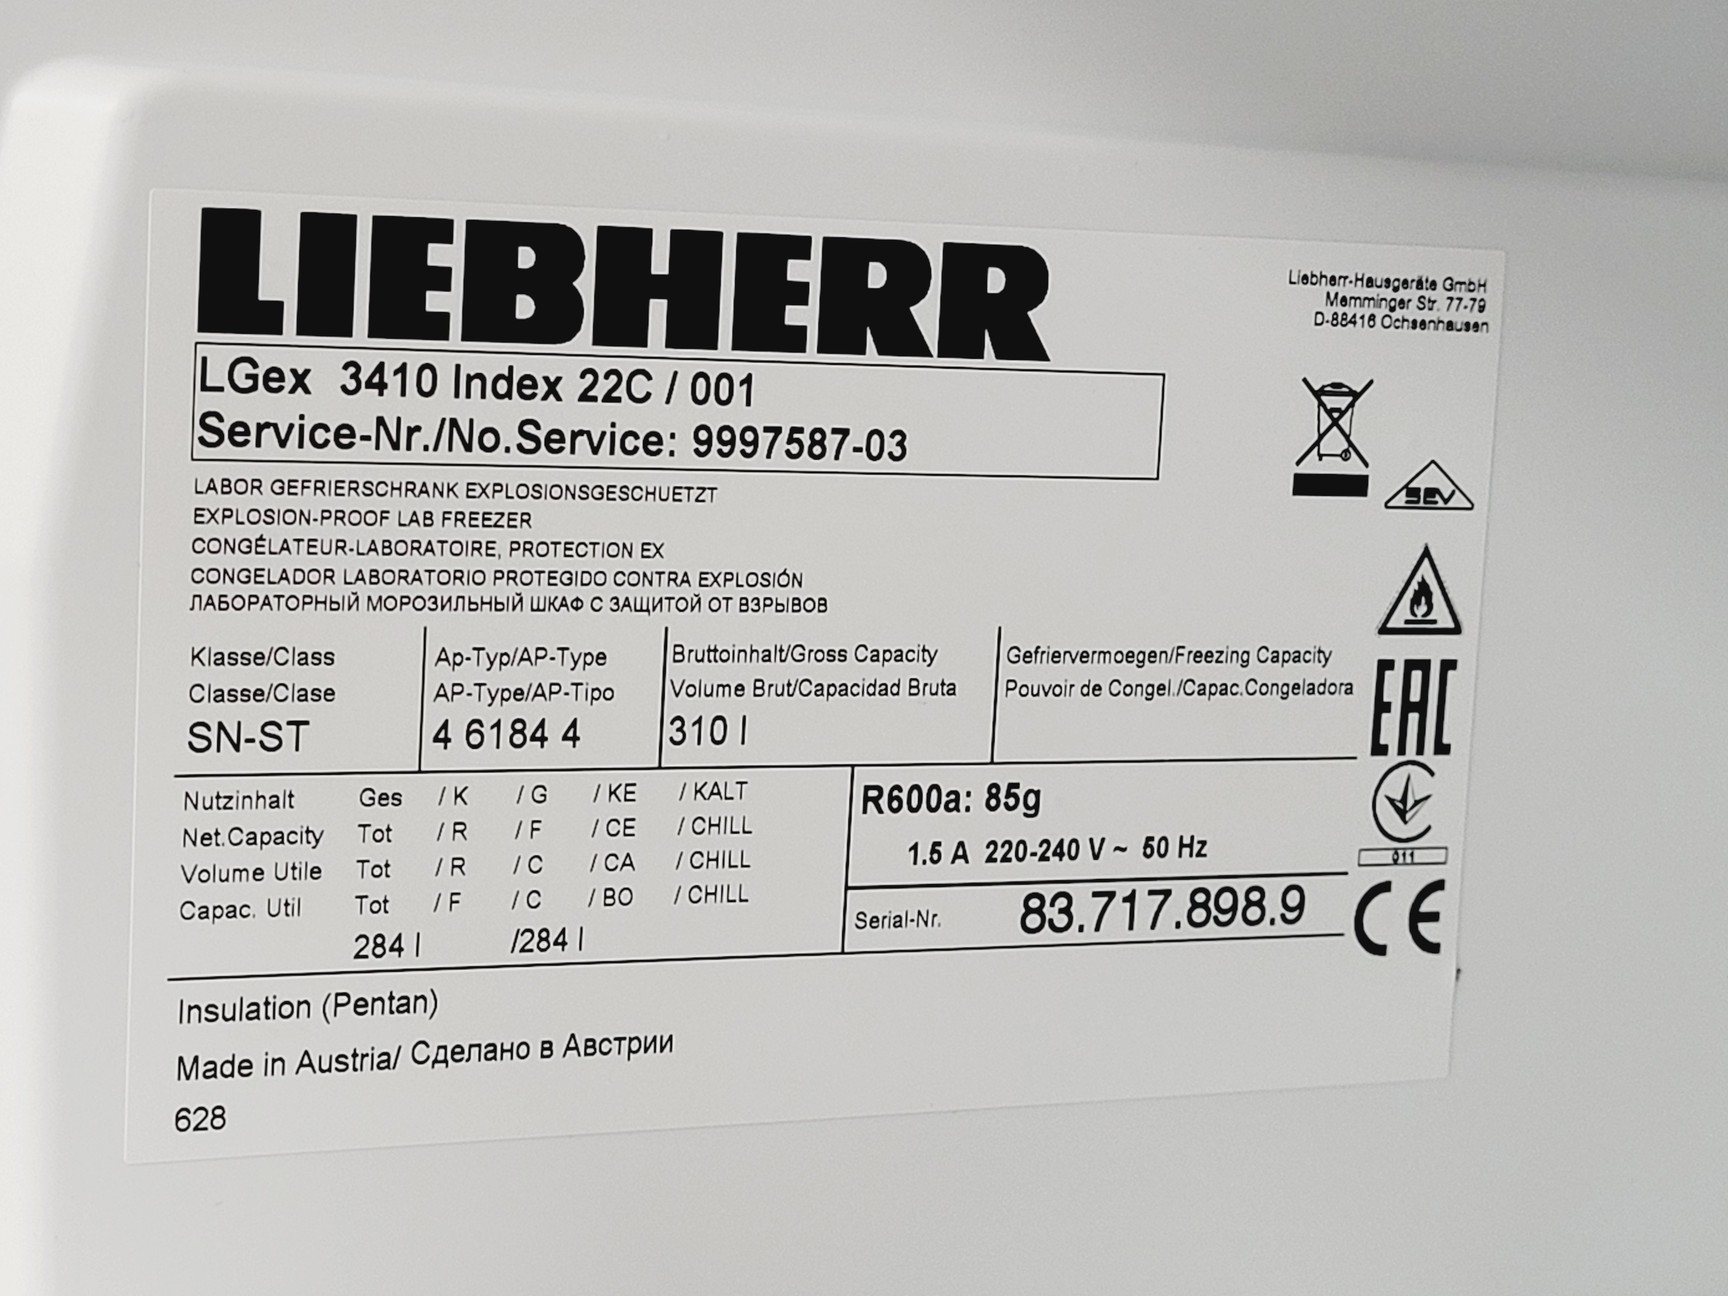 LIEBHERR
Liebherr-Hausgeräte GmbH
Memminger Str. 77-79
D-88416 Ochsenhausen
LGex 3410 Index 22C / 001
Service-Nr./No.Service: 9997587-03
LABOR GEFRIERSCHRANK EXPLOSIONSGESCHUETZT
EXPLOSION-PROOF LAB FREEZER
CONGÉLATEUR-LABORATOIRE, PROTECTION EX
CONGELADOR LABORATORIO PROTEGIDO CONTRA EXPLOSIÓN
ЛАБОРАТОРНЫЙ МОРОЗИЛЬНЫЙ ШКАФ С ЗАЩИТОЙ ОТ ВЗРЫВОВ
SEV
Klasse/Class
Classe/Clase
SN-ST
Ap-Typ/AP-Type
AP-Type/AP-Tipo
4 6184 4
Bruttoinhalt/Gross Capacity
Volume Brut/Capacidad Bruta
310 l
Gefriervermoegen/Freezing Capacity
Pouvoir de Congel./Capac.Congeladora
EAC
Nutzinhalt Ges / K / G / KE / KALT
Net.Capacity Tot / R / F / CE / CHILL
Volume Utile Tot / R / C / CA / CHILL
Capac. Util Tot / F / C / BO / CHILL
284 l /284 l
R600a: 85g
1.5 A 220-240 V ~ 50 Hz
011
Serial-Nr. 83.717.898.9
CE
Insulation (Pentan)
Made in Austria/ Сделано в Австрии
628